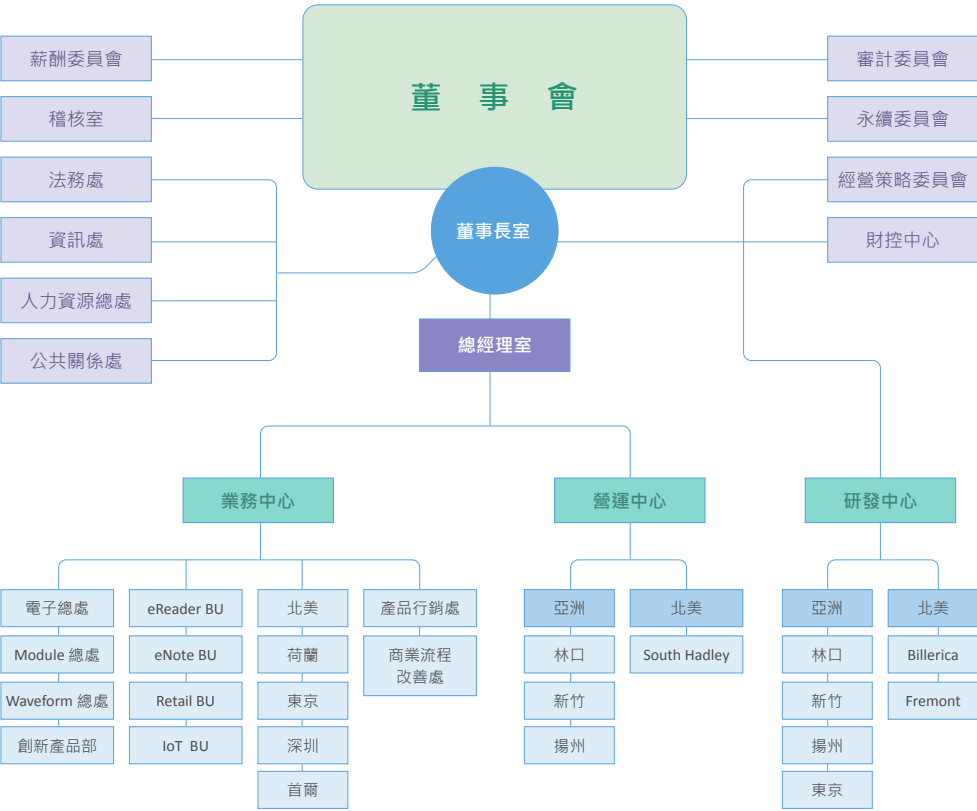 董事會
薪酬委員會
稽核室
法務處
資訊處
人力資源總處
公共關係處
審計委員會
永續委員會
經營策略委員會
財控中心
董事長室
總經理室
業務中心
營運中心
研發中心
電子總處
Module 總處
Waveform 總處
創新產品部
eReader BU
eNote BU
Retail BU
IoT BU
北美
荷蘭
東京
深圳
首爾
產品行銷處
商業流程
改善處
亞洲
林口
新竹
揚州
北美
South Hadley
亞洲
林口
新竹
揚州
東京
北美
Billerica
Fremont